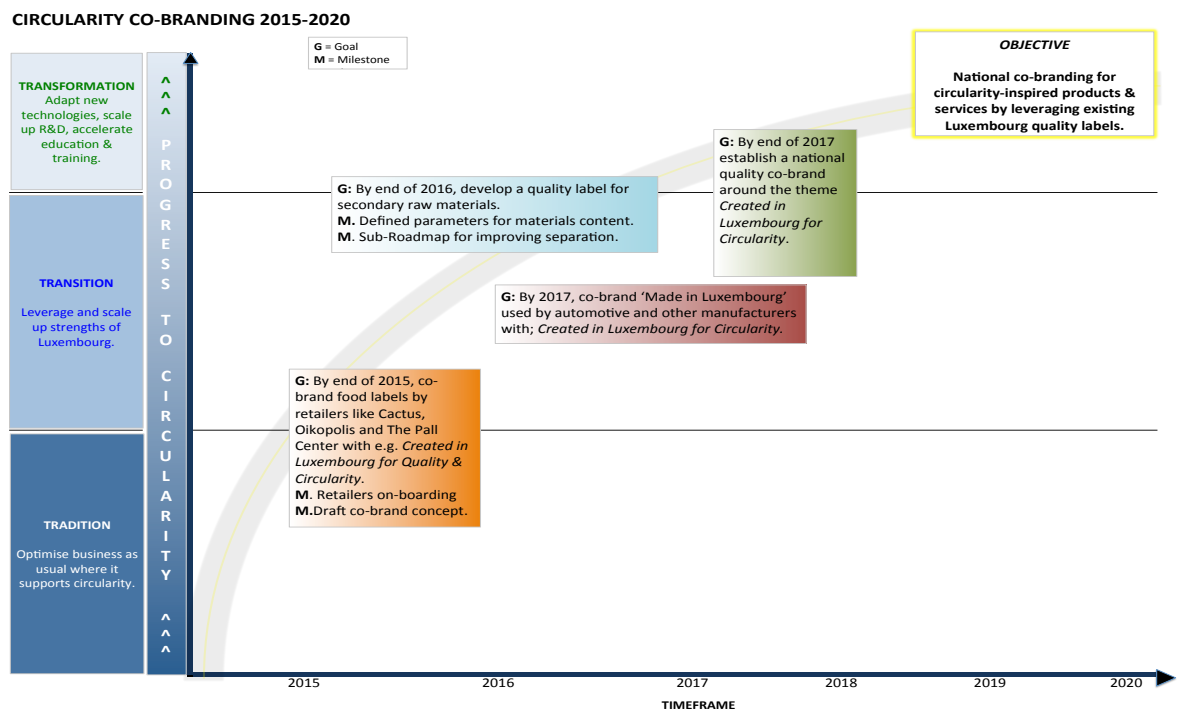 CIRCULARITY CO-BRANDING 2015-2020
G = Goal
M = Milestone
OBJECTIVE
National co-branding for
circularity-inspired products &
services by leveraging existing
Luxembourg quality labels.
TRANSFORMATION
Adapt new
technologies, scale
up R&D, accelerate
education &
training.
TRANSITION
Leverage and scale
up strengths of
Luxembourg.
TRADITION
Optimise business as
usual where it
supports circularity.
^ ^ ^ PROGRESS TO CIRCULARITY ^ ^ ^
G: By end of 2017
establish a national
quality co-brand
around the theme
Created in
Luxembourg for
Circularity.
G: By end of 2016, develop a quality label for
secondary raw materials.
M. Defined parameters for materials content.
M. Sub-Roadmap for improving separation.
G: By 2017, co-brand ‘Made in Luxembourg’
used by automotive and other manufacturers
with; Created in Luxembourg for Circularity.
G: By end of 2015, co-
brand food labels by
retailers like Cactus,
Oikopolis and The Pall
Center with e.g. Created in
Luxembourg for Quality &
Circularity.
M. Retailers on-boarding
M.Draft co-brand concept.
2015 2016 2017 2018 2019 2020
TIMEFRAME